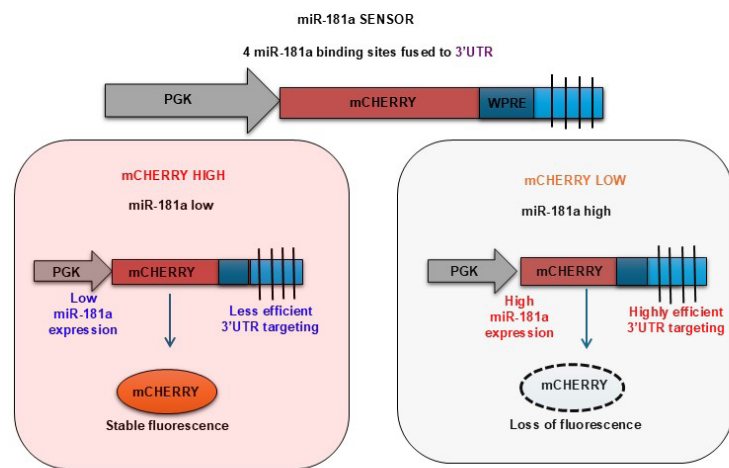 miR-181a SENSOR
4 miR-181a binding sites fused to 3'UTR
PGK
mCHERRY
WPRE
mCHERRY HIGH
miR-181a low
PGK
mCHERRY
Low
miR-181a
expression
Less efficient
3'UTR targeting
mCHERRY
Stable fluorescence
mCHERRY LOW
miR-181a high
PGK
mCHERRY
High
miR-181a
expression
Highly efficient
3'UTR targeting
mCHERRY
Loss of fluorescence